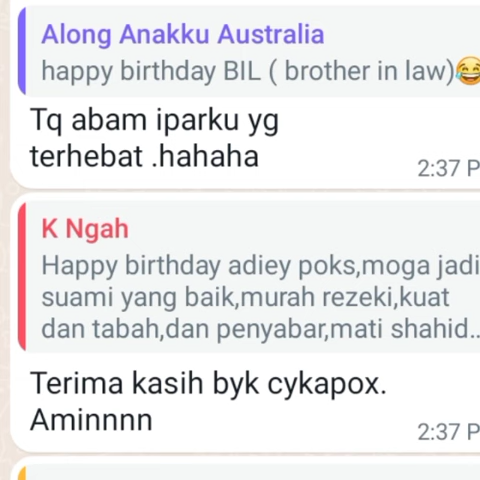 Along Anakku Australia
happy birthday BIL ( brother in law)😂
Tq abam iparku yg
terhebat .hahaha
2:37 P
K Ngah
Happy birthday adiey poks,moga jadi
suami yang baik,murah rezeki,kuat
dan tabah,dan penyabar,mati shahid..
Terima kasih byk cykapox.
Aminnnn
2:37 P